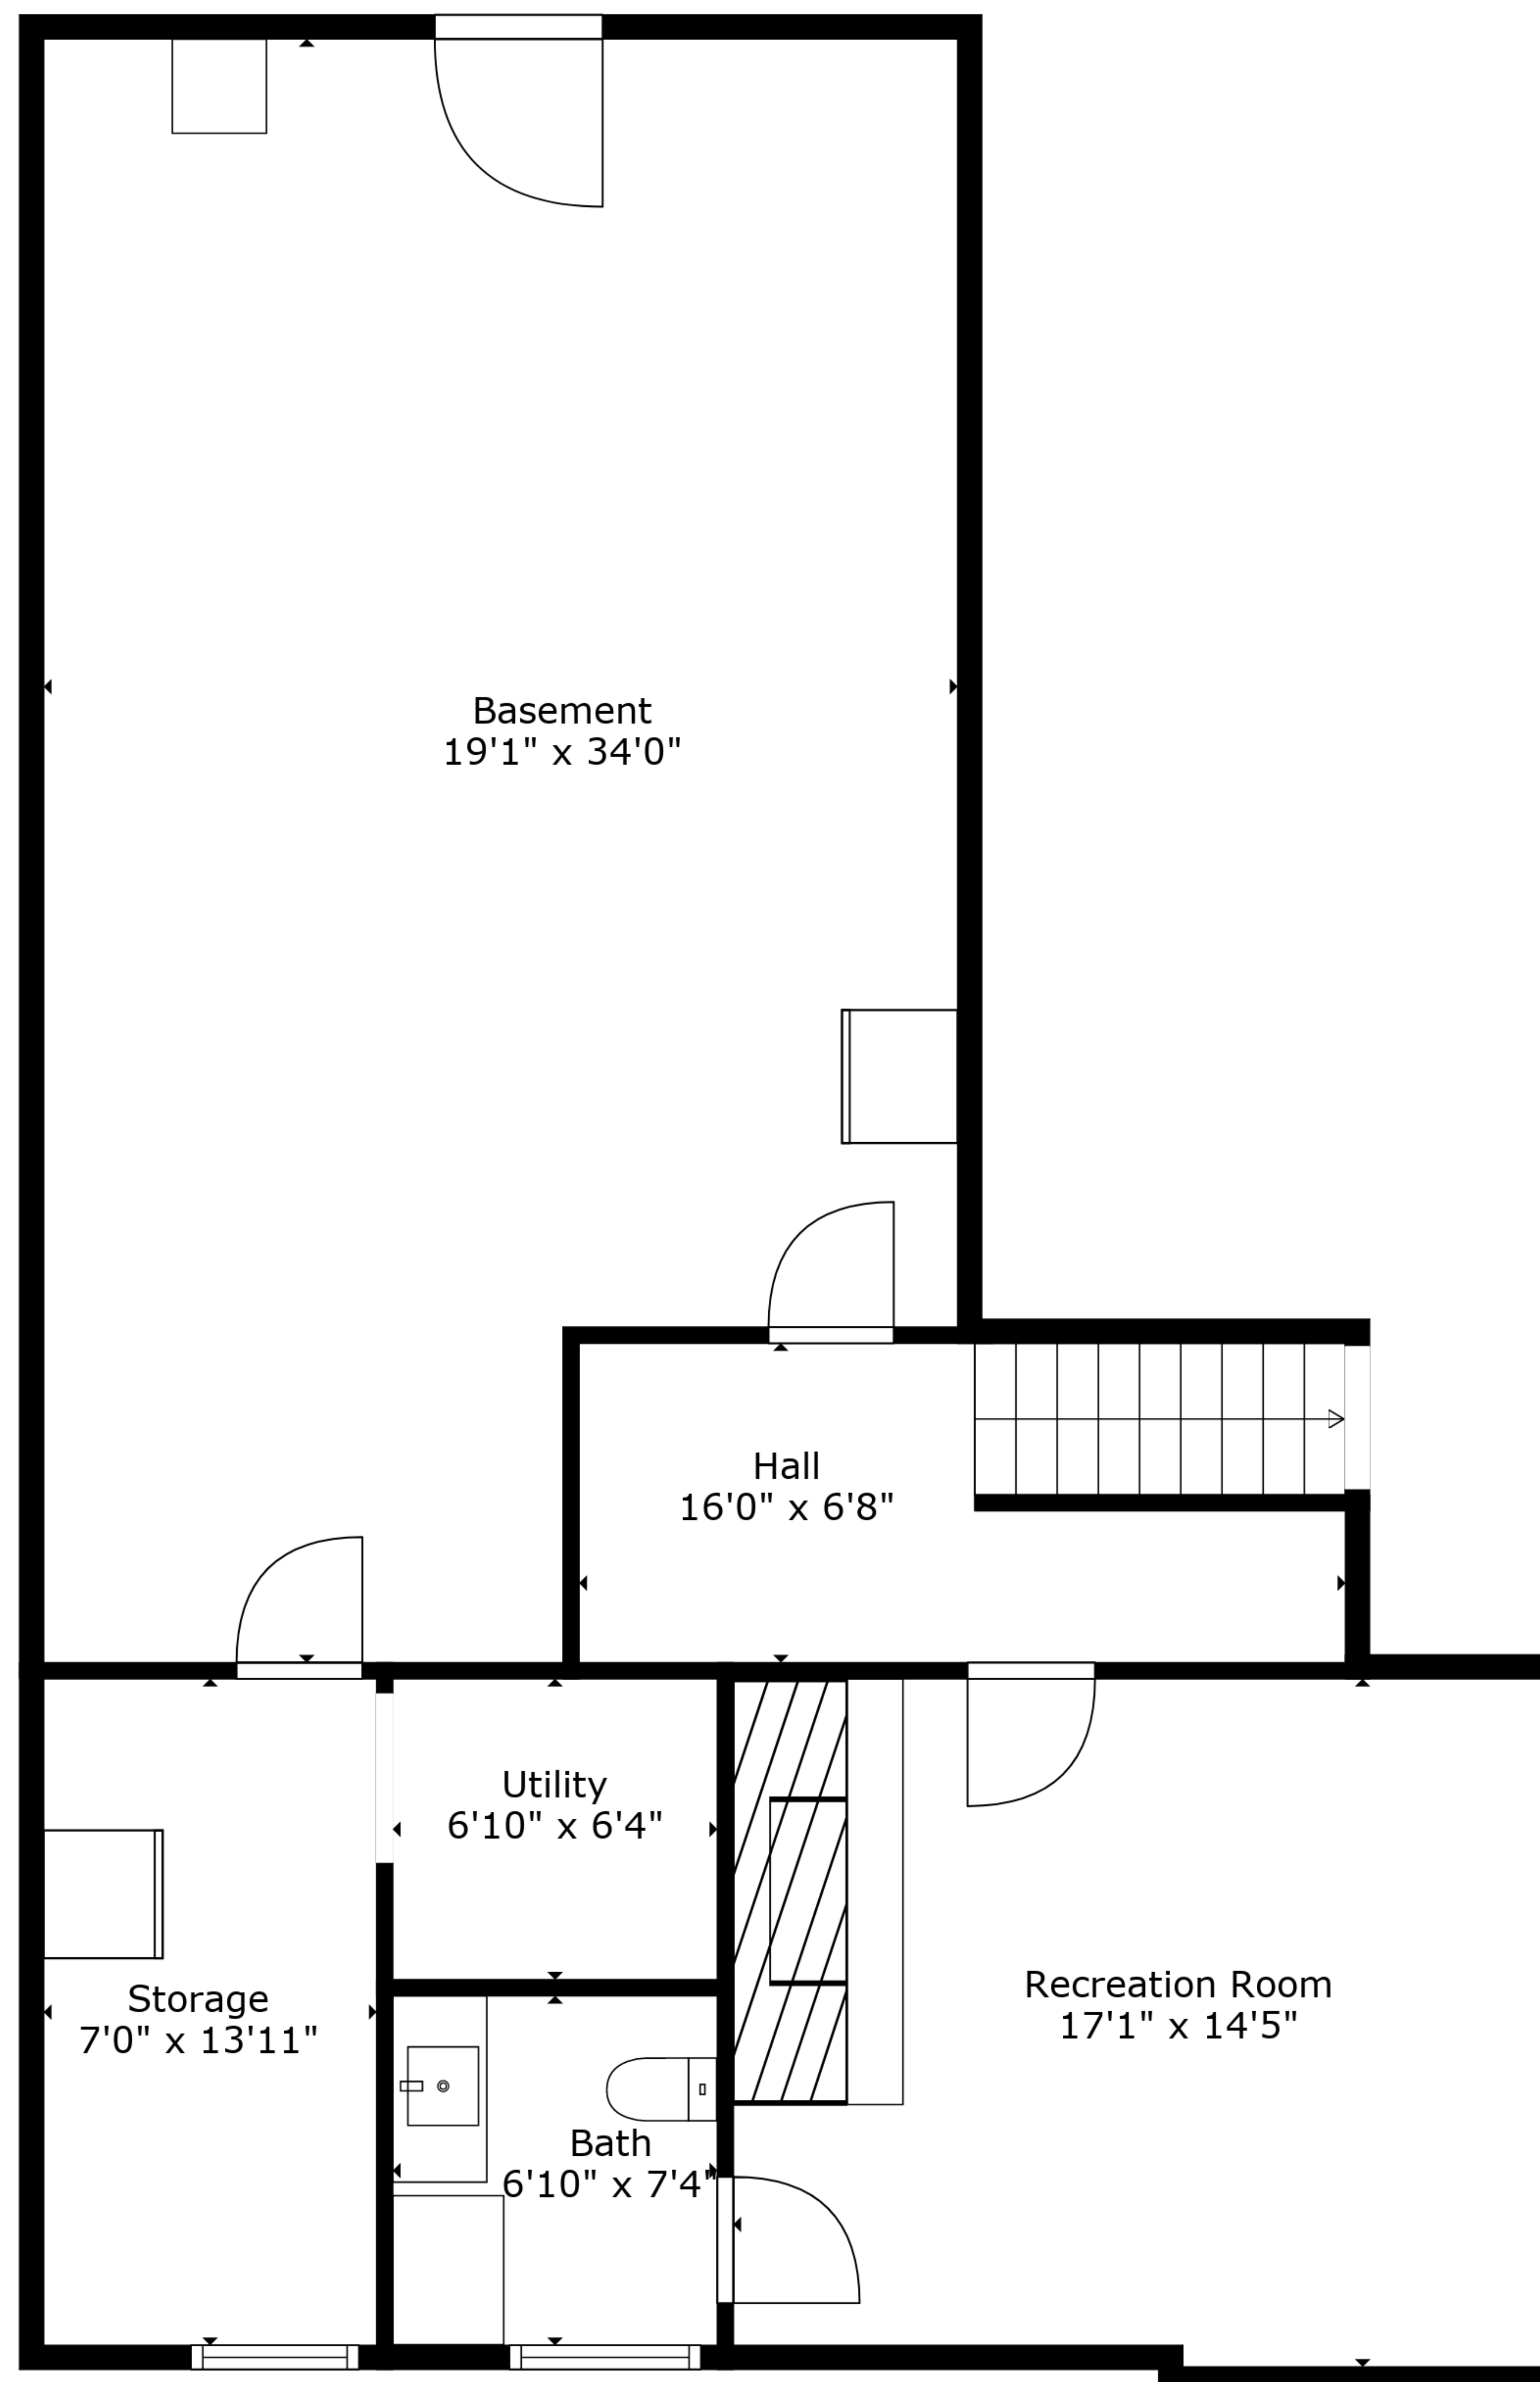 Basement
19'1" x 34'0"
Hall
16'0" x 6'8"
Utility
6'10" x 6'4"
Storage
7'0" x 13'11"
Recreation Room
17'1" x 14'5"
Bath
6'10" x 7'4"